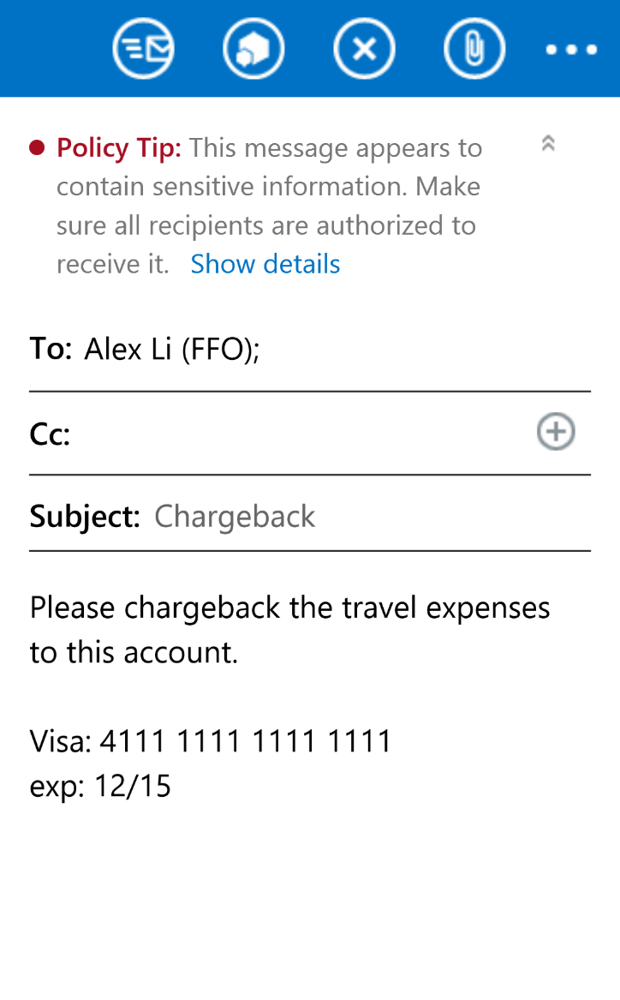 Policy Tip: This message appears to
contain sensitive information. Make
sure all recipients are authorized to
receive it. Show details
To: Alex Li (FFO);
Cc:
Subject: Chargeback
Please chargeback the travel expenses
to this account.
Visa: 4111 1111 1111 1111
exp: 12/15